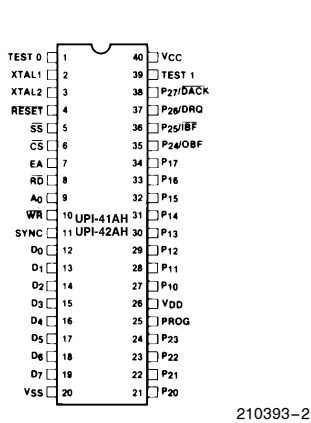 TEST 0 1 40 VCC
XTAL1 2 39 TEST 1
XTAL2 3 38 P27/DACK
RESET 4 37 P26/DRQ
SS 5 36 P25/IBF
CS 6 35 P24/OBF
EA 7 34 P17
RD 8 33 P16
A0 9 32 P15
WR 10 UPI-41AH 31 P14
SYNC 11 UPI-42AH 30 P13
D0 12 29 P12
D1 13 28 P11
D2 14 27 P10
D3 15 26 VDD
D4 16 25 PROG
D5 17 24 P23
D6 18 23 P22
D7 19 22 P21
VSS 20 21 P20
210393-2